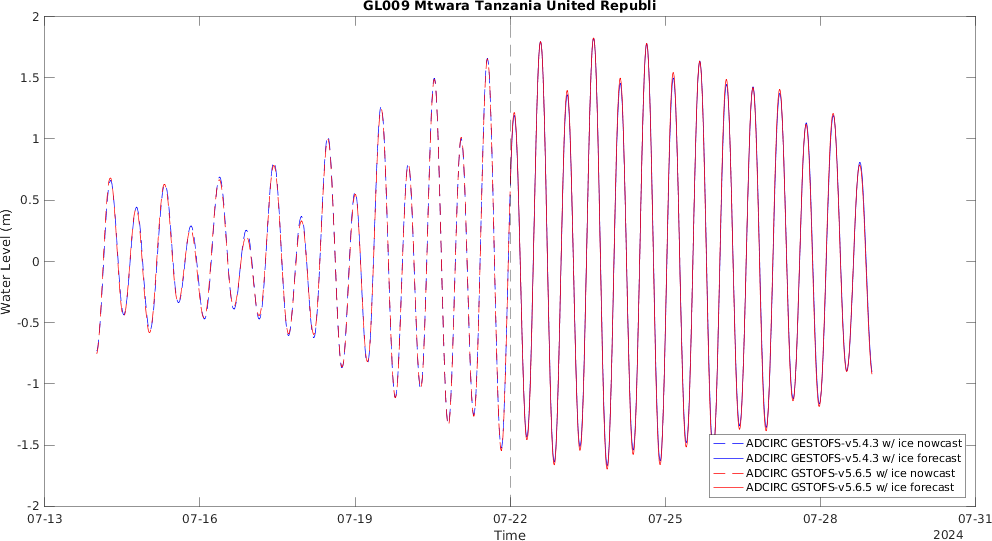 GL009 Mtwara Tanzania United Republi
2
1.5
1
0.5
0
-0.5
-1
-1.5
-2
Water Level (m)
07-13
07-16
07-19
07-22
07-25
07-28
07-31
Time
2024
ADCIRC GESTOFS-v5.4.3 w/ ice nowcast
ADCIRC GESTOFS-v5.4.3 w/ ice forecast
ADCIRC GSTOFS-v5.6.5 w/ ice nowcast
ADCIRC GSTOFS-v5.6.5 w/ ice forecast